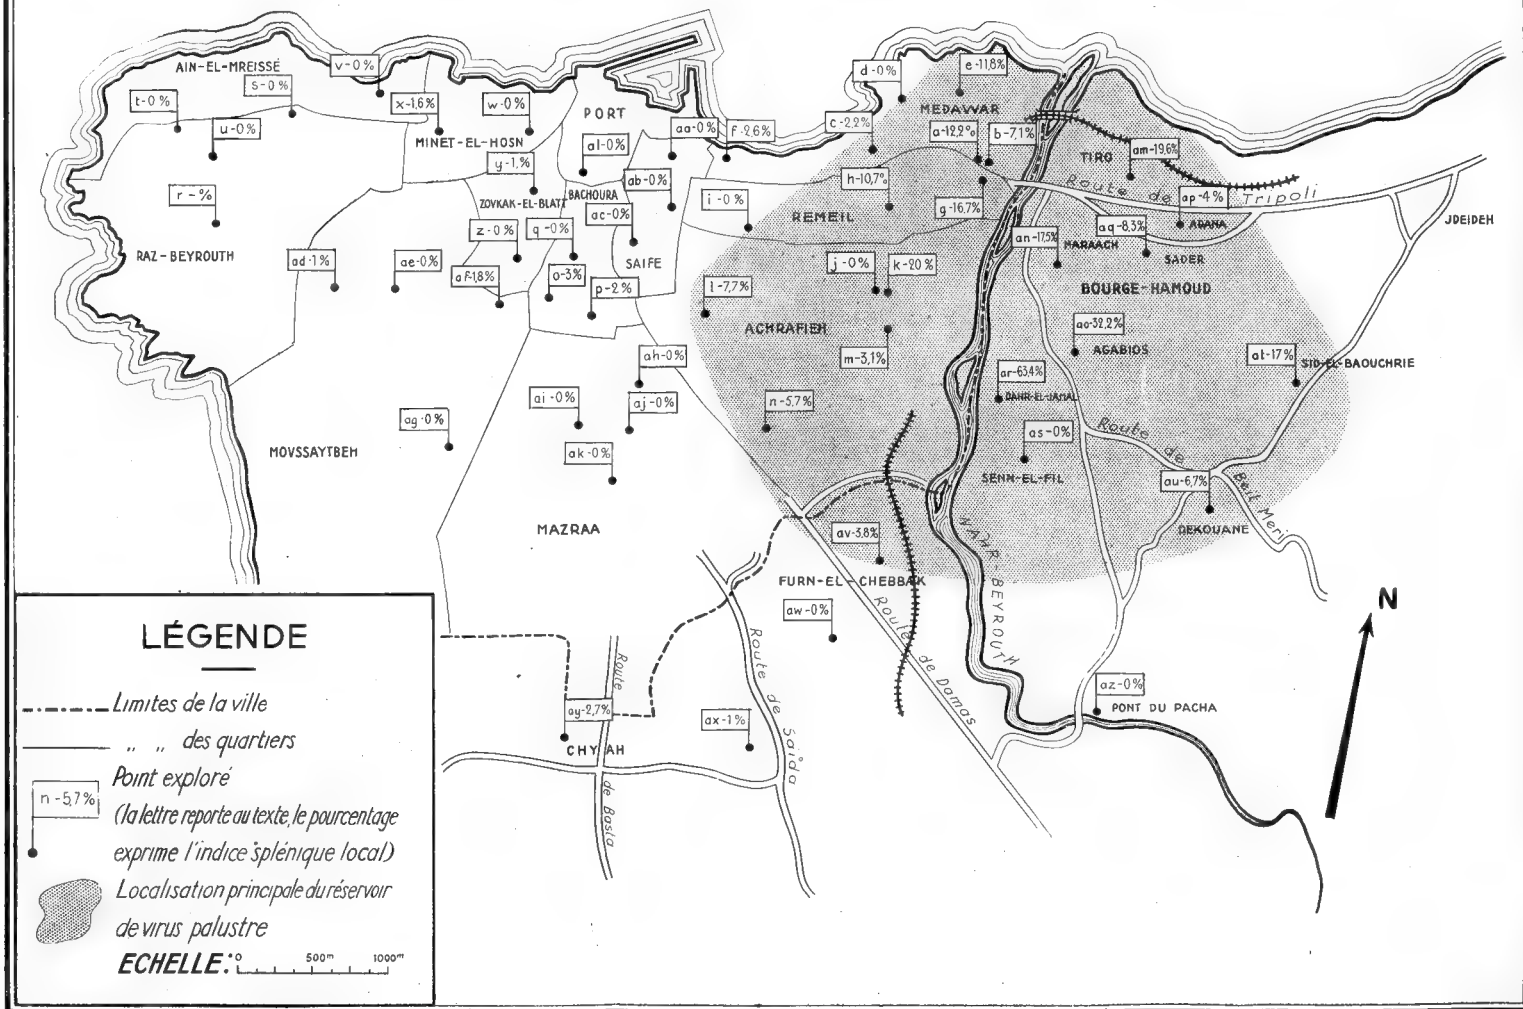 AIN-EL-MREISSÉ
v-0%
s-0%
t-0%
u-0%
x-1,6%
w-0%
MINET-EL-HOSN
PORT
al-0%
aa-0%
f-2,6%
d-0%
e-11,8%
MEDAWAR
c-2,2%
a-12,2%
b-7,1%
TIRO
am-19,6%
r-%
y-1%
ZOVKAK-EL-BLATT
BACHOURA
ab-0%
ac-0%
i-0%
h-10,7%
REMEIL
g-16,7%
Route de Tripoli
ap-4%
ADANA
aq-8,3%
SADER
an-17,5%
MARAACH
JDEIDEH
RAZ-BEYROUTH
ad-1%
ae-0%
z-0%
q-0%
SAIFE
af-1,8%
o-3%
p-2%
l-7,7%
j-0%
k-20%
BOURGE-HAMOUD
ACHRAFIEH
m-3,1%
ao-32,2%
AGABIOS
at-17%
SID-EL-BAOUCHRIE
ah-0%
ar-63,4%
DAHR-EL-JAMAL
ag-0%
ai-0%
aj-0%
n-5,7%
MOVSSAYTBEH
ak-0%
as-0%
SENN-EL-FIL
Route de Beit Meri
au-6,7%
DEKOUANE
MAZRAA
av-3,8%
FURN-EL-CHEBBAK
NAHR-BEYROUTH
aw-0%
Route de Damas
Route de Saïda
Route de Basta
ay-2,7%
CHYAH
ax-1%
az-0%
PONT DU PACHA
N
LÉGENDE
Limites de la ville
„ „ des quartiers
Point exploré
n-5,7%
(la lettre reporte au texte, le pourcentage
exprime l'indice splénique local)
Localisation principale du réservoir
de virus palustre
ECHELLE: 0 500m 1000m